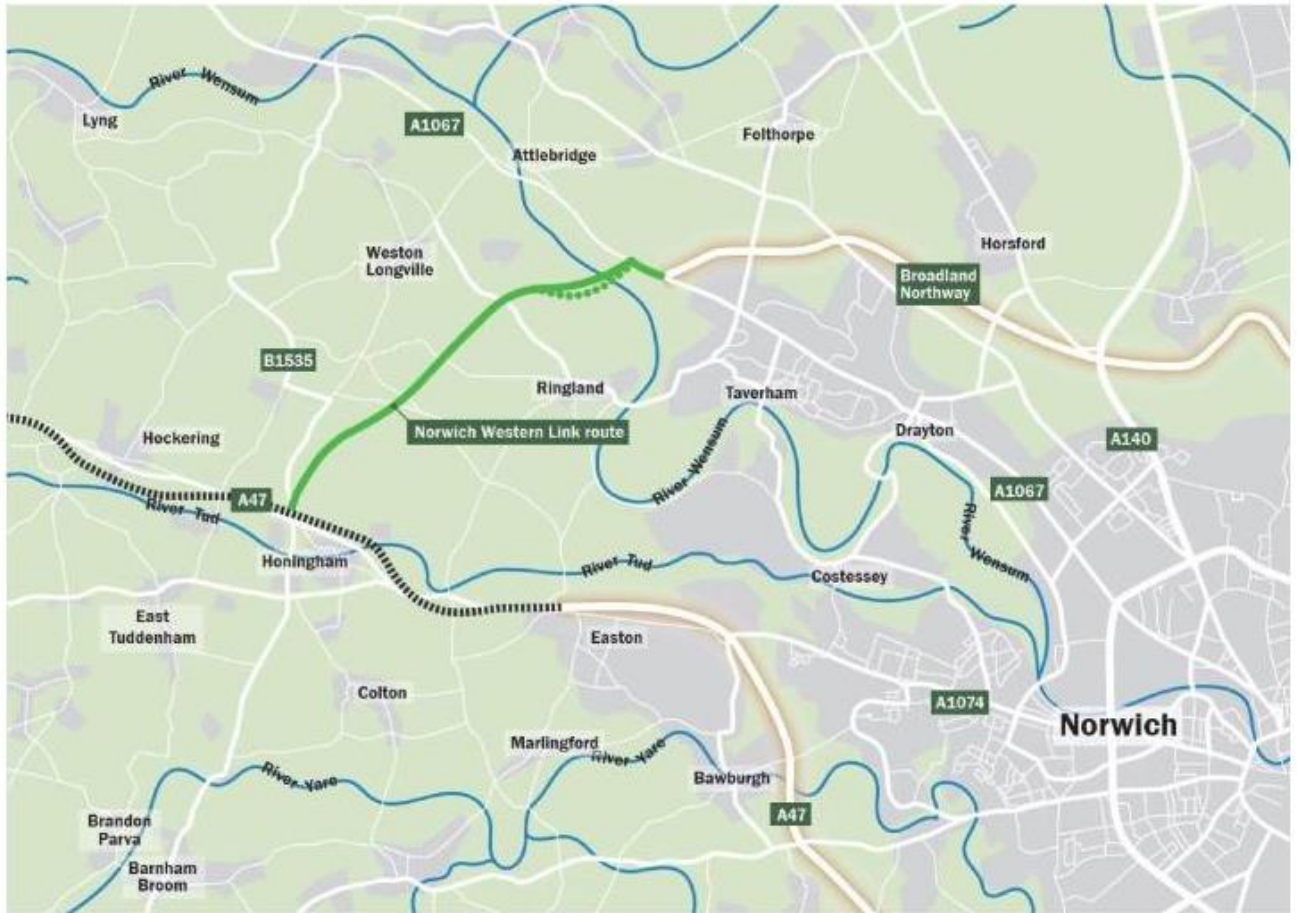 River Wensum
Lyng
A1067
Attlebridge
Felthorpe
Weston
Longville
Horsford
Broadland
Northway
B1535
Ringland
Taverham
Norwich Western Link route
Hockering
Drayton
A140
River Wensum
A1067
A47
River Tud
River
Wensum
Honingham
River Tud
Costessey
East
Tuddenham
Easton
Colton
A1074
Norwich
Marlingford
River Yare
River Yare
Bawburgh
A47
Brandon
Parva
Barnham
Broom